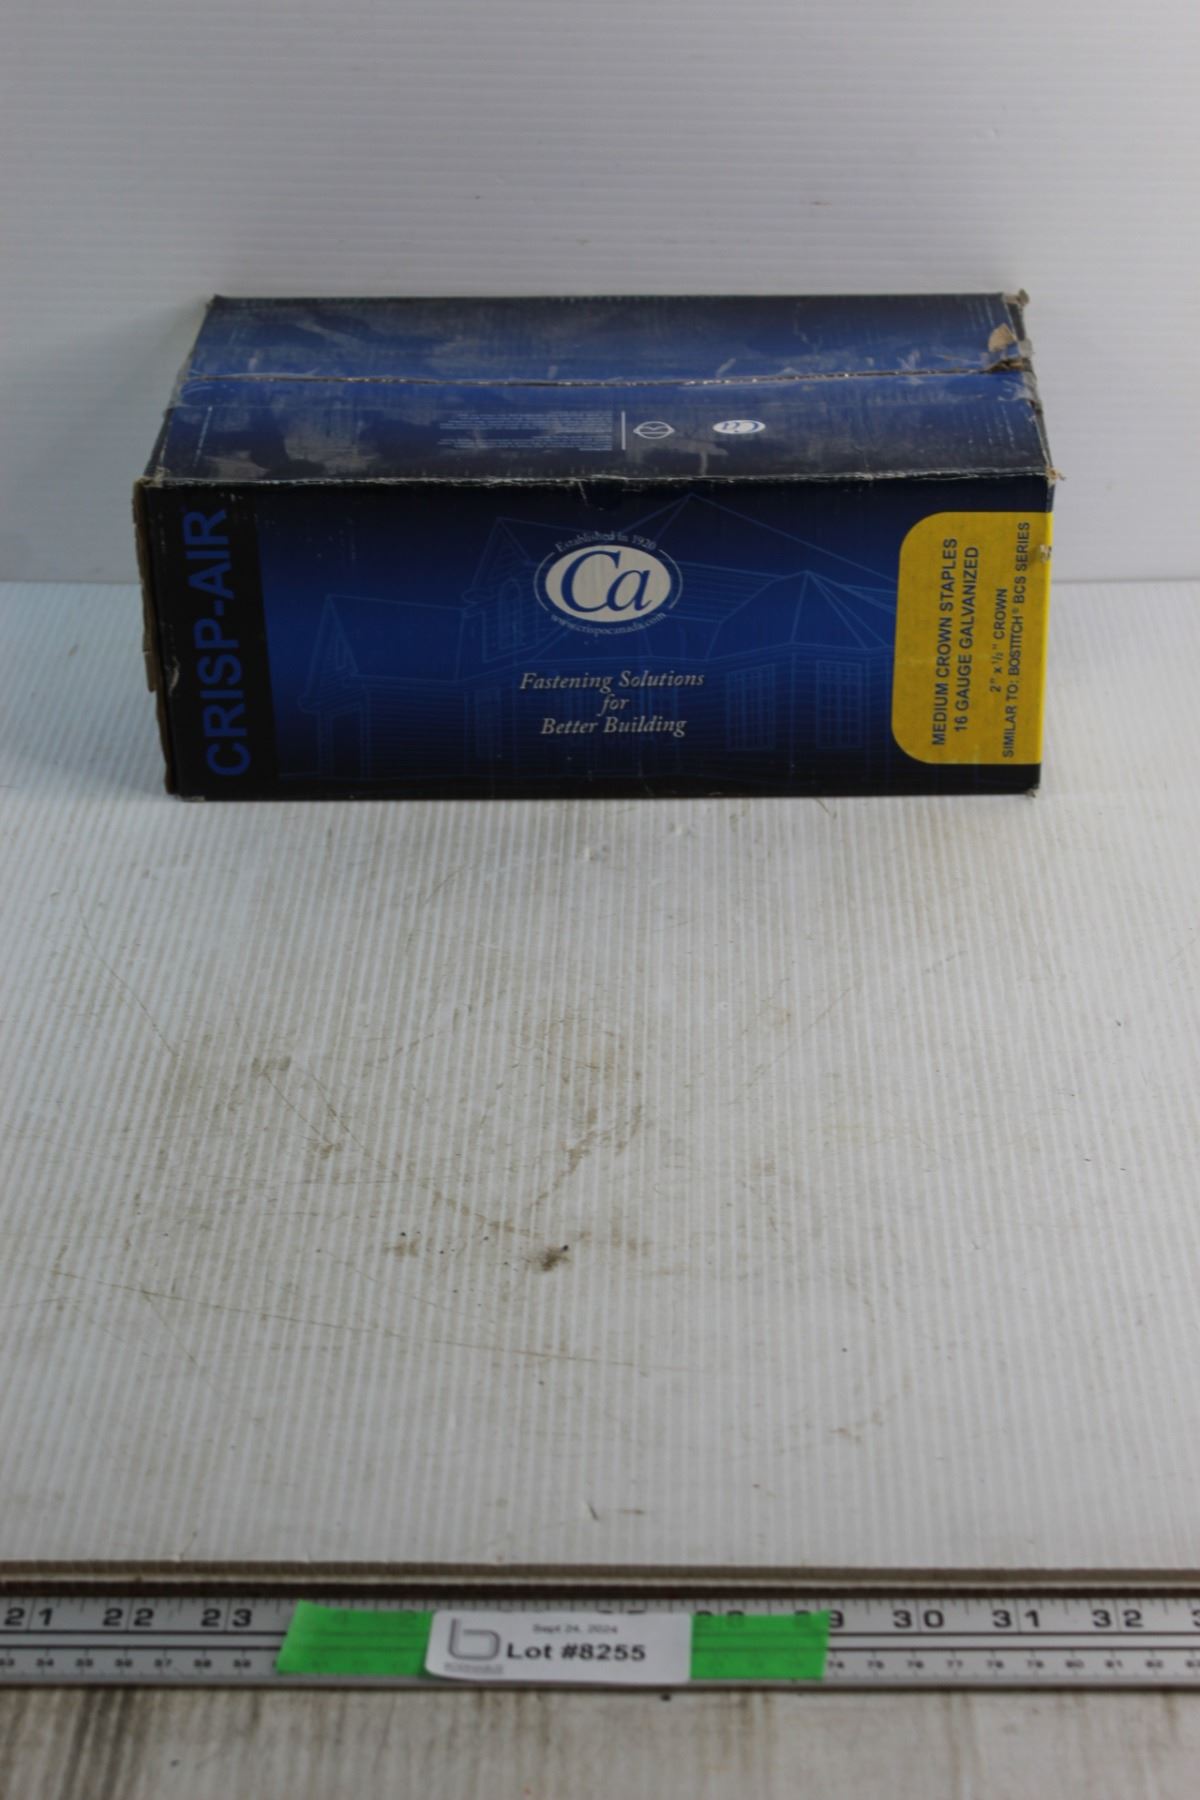 Ca
CRISP-AIR
Established in 1920
Ca
www.crispocanada.com
Fastening Solutions
for
Better Building
MEDIUM CROWN STAPLES
16 GAUGE GALVANIZED
2" x 1/2" CROWN
SIMILAR TO: BOSTITCH® BCS SERIES
21 22 23 30 31 32
Sept 24, 2024
b Lot #8255